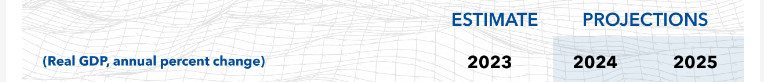 ESTIMATE PROJECTIONS
(Real GDP, annual percent change) 2023 2024 2025